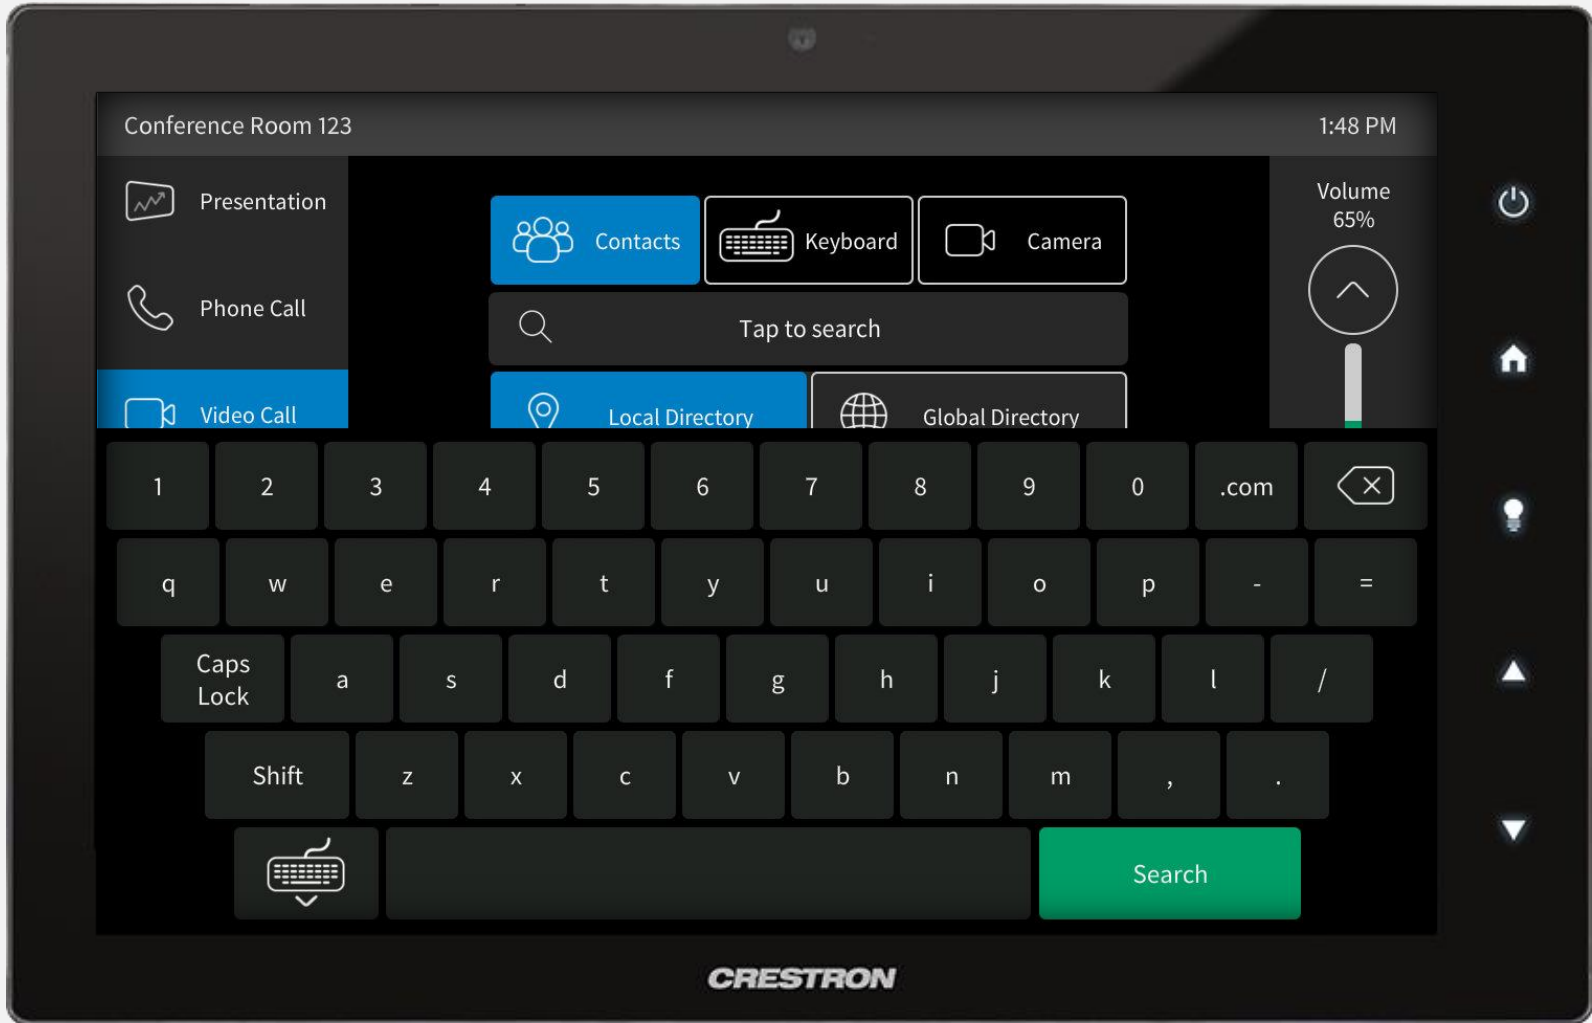 Conference Room 123
1:48 PM
Presentation
Phone Call
Video Call
Contacts
Keyboard
Camera
Tap to search
Local Directory
Global Directory
Volume
65%
1 2 3 4 5 6 7 8 9 0 .com
q w e r t y u i o p - =
Caps
Lock
a s d f g h j k l /
Shift z x c v b n m , .
Search
CRESTRON